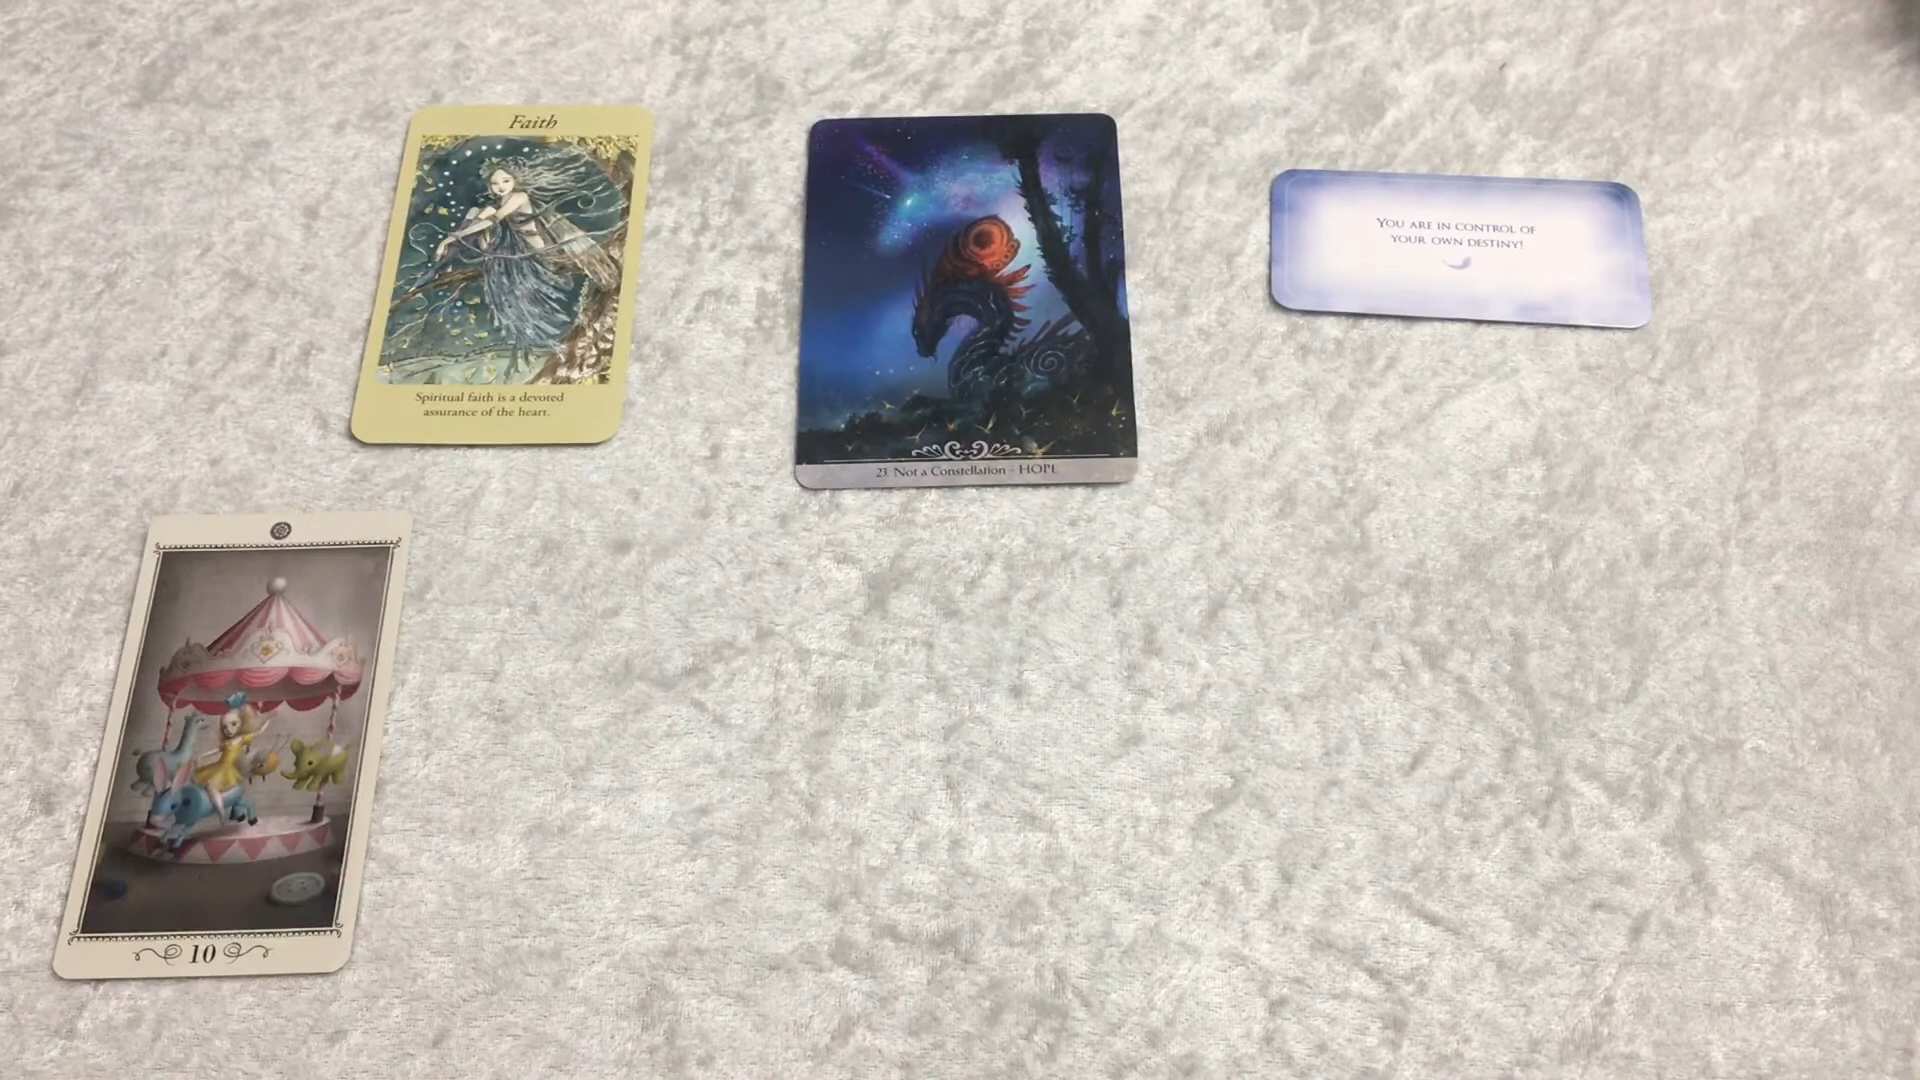 Faith
Spiritual faith is a devoted
assurance of the heart.
23. Not a Constellation - HOPE
YOU ARE IN CONTROL OF
YOUR OWN DESTINY!
10